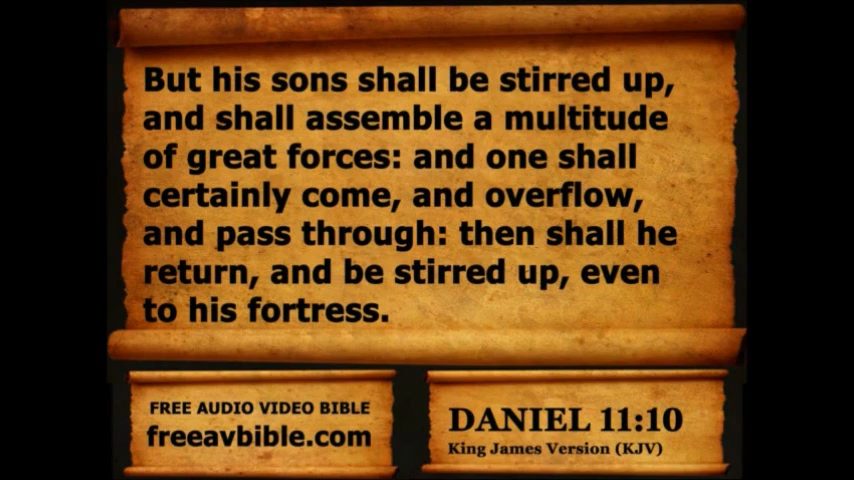 But his sons shall be stirred up,
and shall assemble a multitude
of great forces: and one shall
certainly come, and overflow,
and pass through: then shall he
return, and be stirred up, even
to his fortress.
FREE AUDIO VIDEO BIBLE
freeavbible.com
DANIEL 11:10
King James Version (KJV)